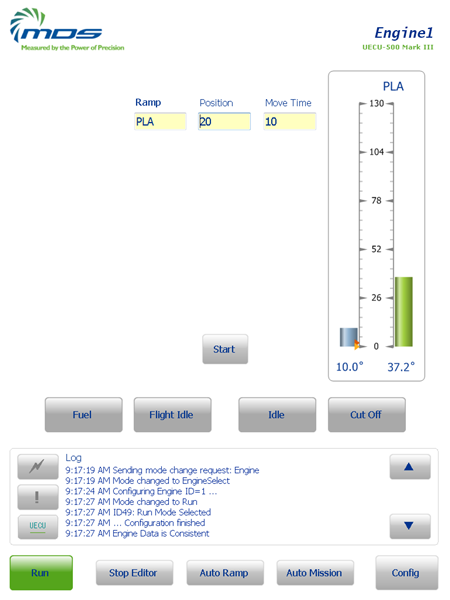 MDS
Measured by the Power of Precision
Engine1
UECU-500 Mark III
PLA
Ramp Position Move Time
PLA 20 10
130
104
78
52
26
0
10.0° 37.2°
Start
Fuel Flight Idle Idle Cut Off
Log
9:17:19 AM Sending mode change request: Engine
9:17:19 AM Mode changed to EngineSelect
9:17:24 AM Configuring Engine ID=1 ...
9:17:27 AM Mode changed to Run
9:17:27 AM ID49: Run Mode Selected
9:17:27 AM ... Configuration finished
9:17:27 AM Engine Data is Consistent
!
UECU
Run Stop Editor Auto Ramp Auto Mission Config